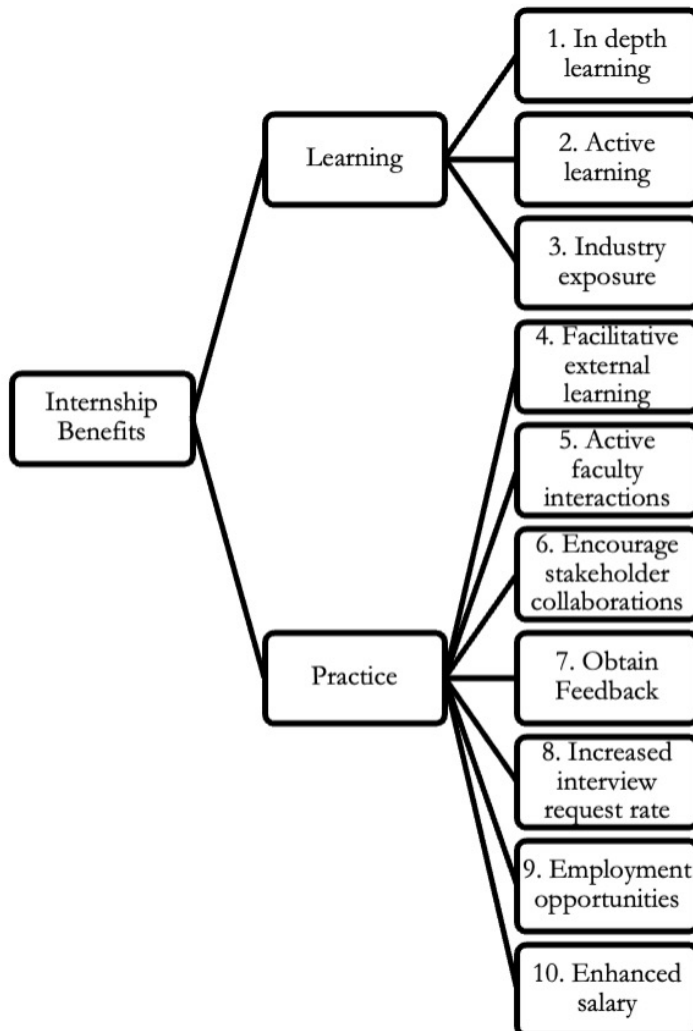 Internship
Benefits
Learning
1. In depth
learning
2. Active
learning
3. Industry
exposure
Practice
4. Facilitative
external
learning
5. Active
faculty
interactions
6. Encourage
stakeholder
collaborations
7. Obtain
Feedback
8. Increased
interview
request rate
9. Employment
opportunities
10. Enhanced
salary